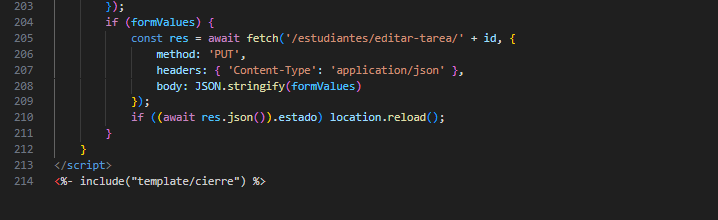 203 });
204 if (formValues) {
205 const res = await fetch('/estudiantes/editar-tarea/' + id, {
206 method: 'PUT',
207 headers: { 'Content-Type': 'application/json' },
208 body: JSON.stringify(formValues)
209 });
210 if ((await res.json()).estado) location.reload();
211 }
212 }
213 </script>
214 <%- include("template/cierre") %>